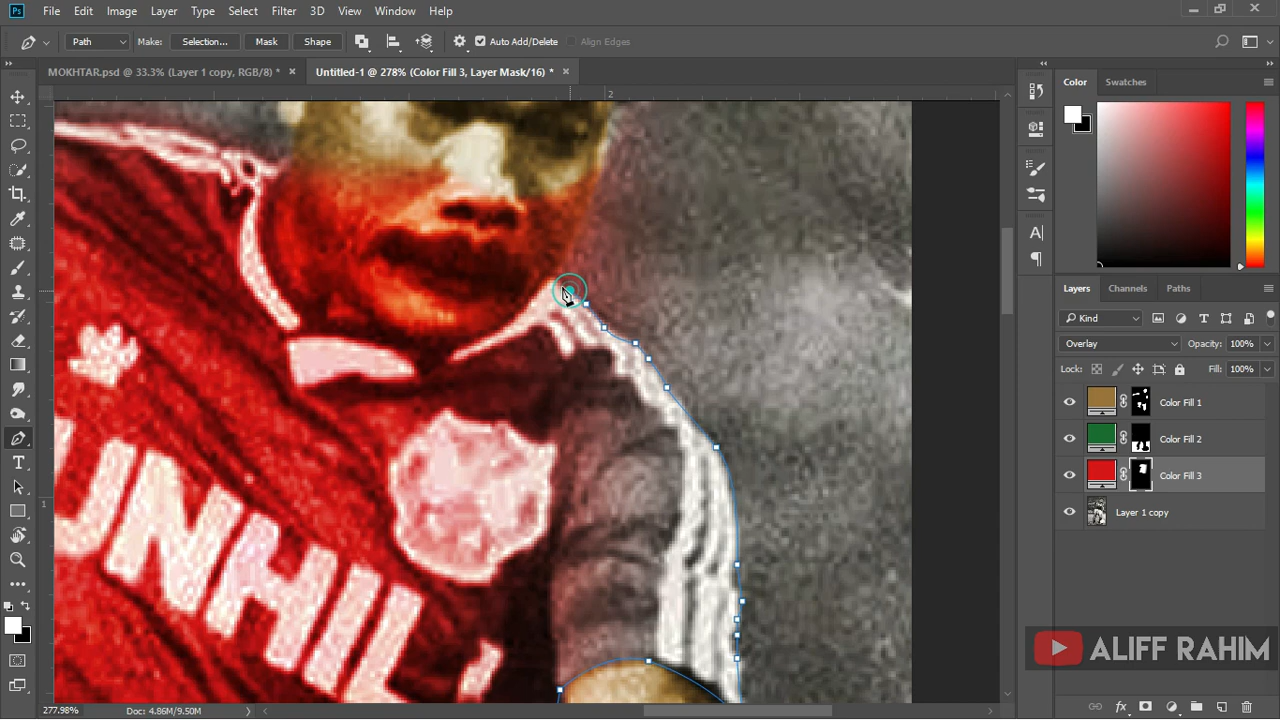 Ps File Edit Image Layer Type Select Filter 3D View Window Help
Path Make: Selection... Mask Shape Auto Add/Delete Align Edges
MOKHTAR.psd @ 33.3% (Layer 1 copy, RGB/8) * Untitled-1 @ 278% (Color Fill 3, Layer Mask/16) *
2
Color Swatches
Layers Channels Paths
Kind
Overlay Opacity: 100%
Lock: Fill: 100%
Color Fill 1
Color Fill 2
Color Fill 3
Layer 1 copy
1
UNHIL
ALIFF RAHIM
277.98% Doc: 4.86M/9.50M